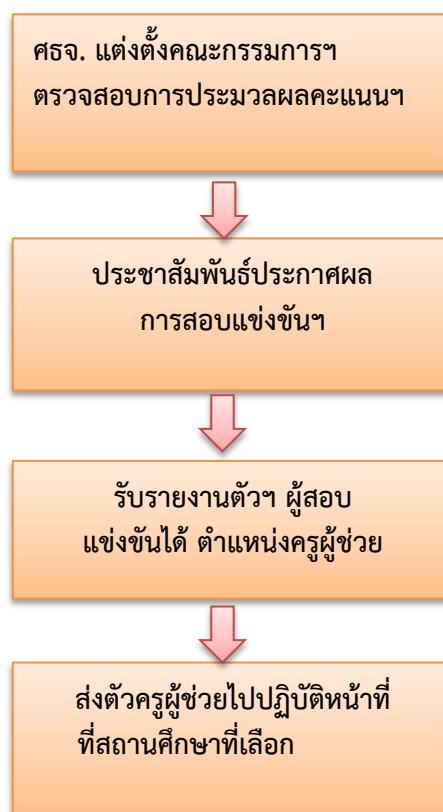 ศธจ. แต่งตั้งคณะกรรมการฯ
ตรวจสอบการประมวลผลคะแนนฯ
ประชาสัมพันธ์ประกาศผล
การสอบแข่งขันฯ
รับรายงานตัวฯ ผู้สอบ
แข่งขันได้ ตำแหน่งครูผู้ช่วย
ส่งตัวครูผู้ช่วยไปปฏิบัติหน้าที่
ที่สถานศึกษาที่เลือก